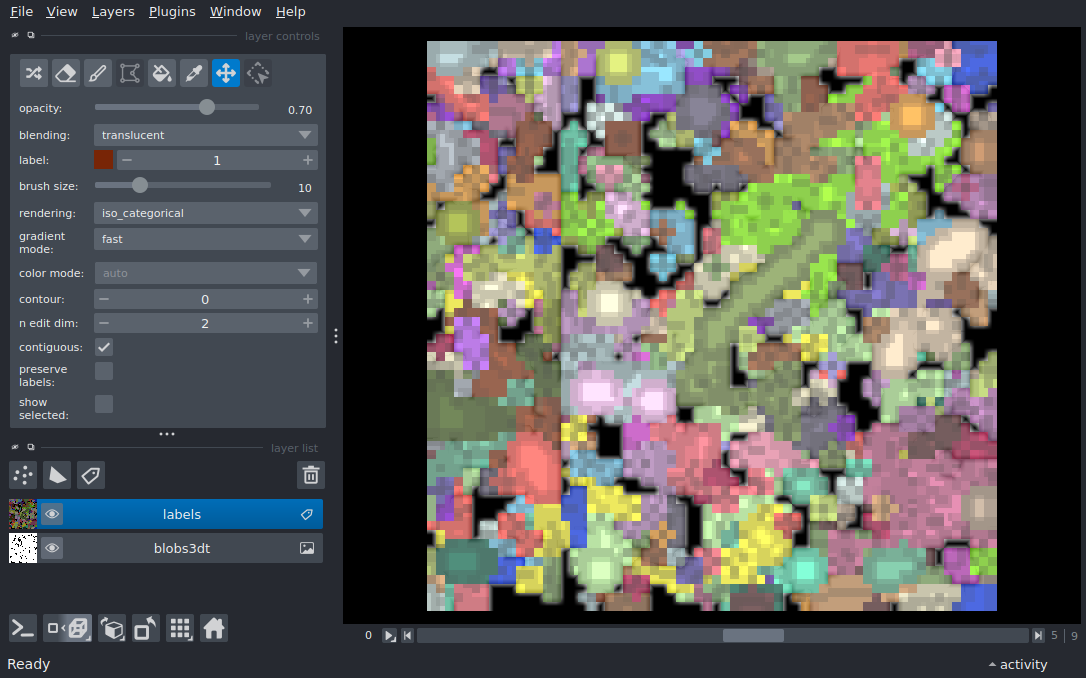 File View Layers Plugins Window Help
layer controls
opacity: 0.70
blending: translucent
label: 1
brush size: 10
rendering: iso_categorical
gradient
mode: fast
color mode: auto
contour: 0
n edit dim: 2
contiguous:
preserve
labels:
show
selected:
layer list
labels
blobs3dt
0 5 9
Ready activity